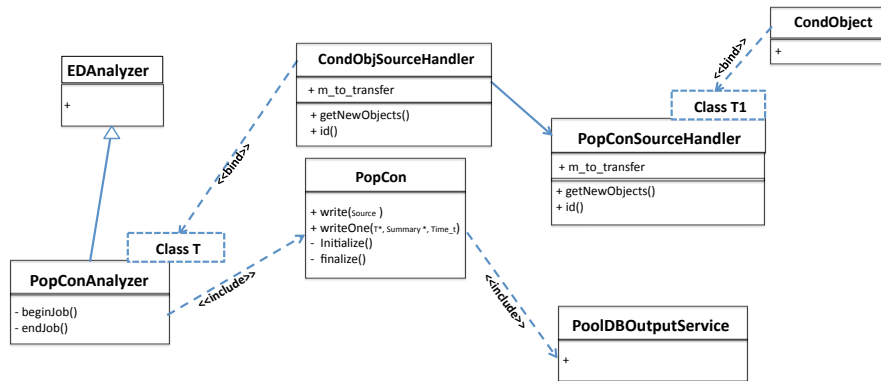 CondObject
+
<<bind>>
EDAnalyzer
+
CondObjSourceHandler
+ m_to_transfer
+ getNewObjects()
+ id()
<<bind>>
Class T1
PopConSourceHandler
+ m_to_transfer
+ getNewObjects()
+ id()
PopCon
+ write(Source )
+ writeOne(T*, Summary *, Time_t)
- Initialize()
- finalize()
Class T
PopConAnalyzer
- beginJob()
- endJob()
<<include>>
<<include>>
PoolDBOutputService
+